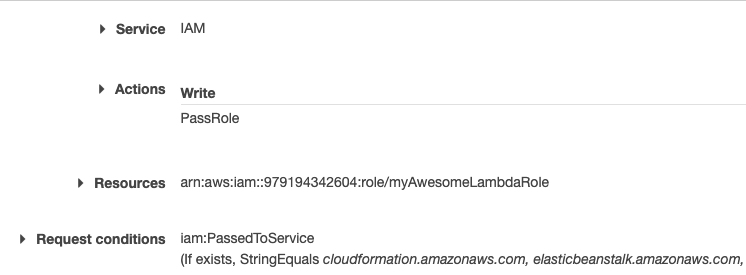 Service IAM
Actions Write
PassRole
Resources arn:aws:iam::979194342604:role/myAwesomeLambdaRole
Request conditions iam:PassedToService
(If exists, StringEquals cloudformation.amazonaws.com, elasticbeanstalk.amazonaws.com,